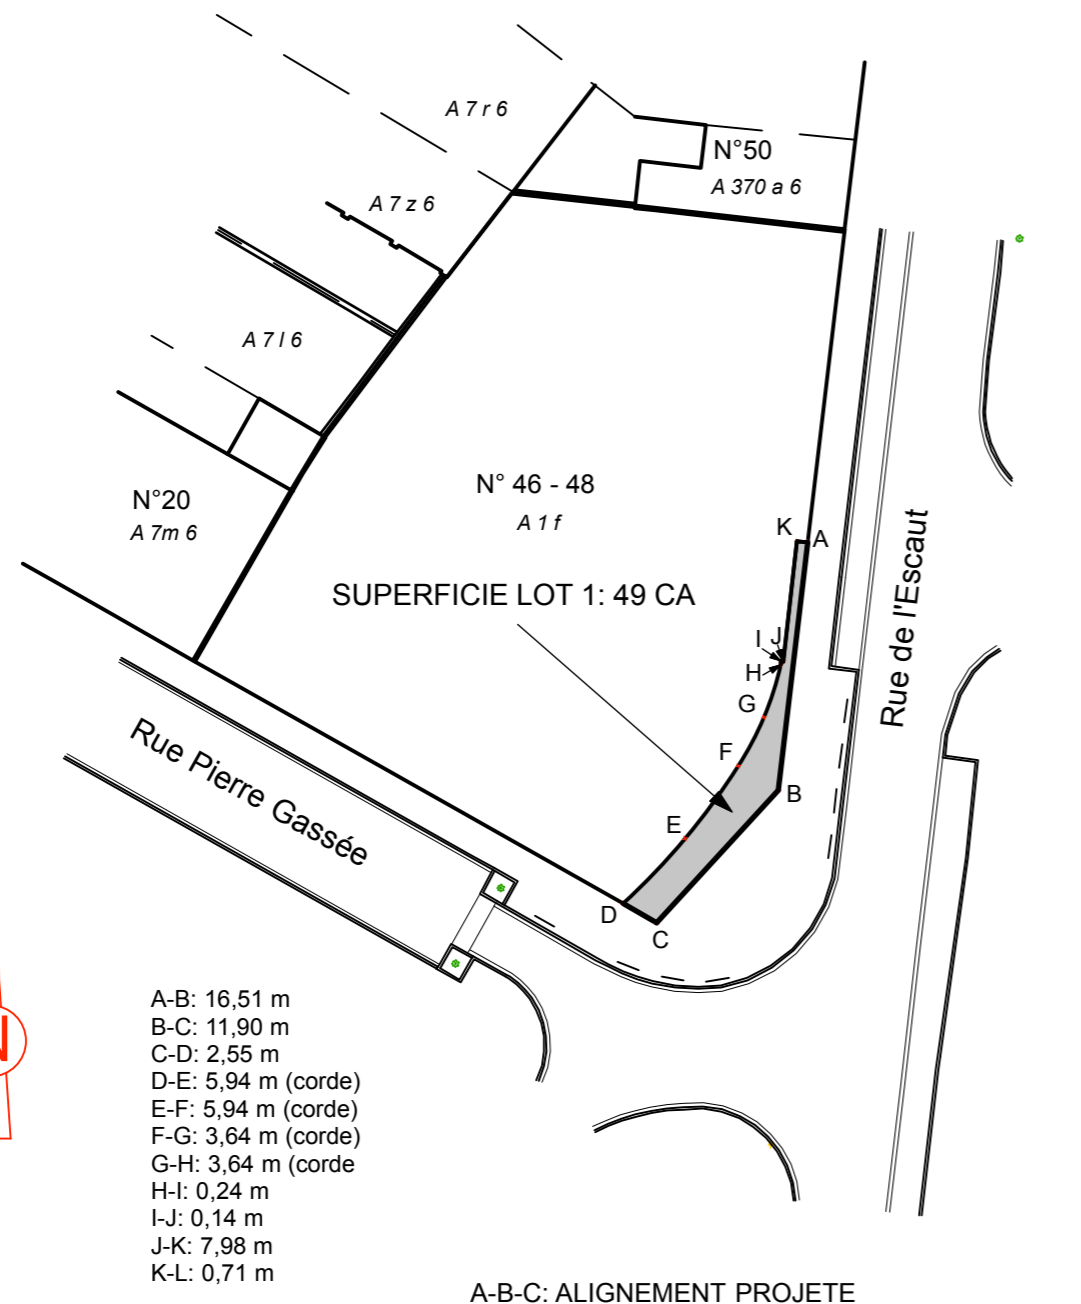 A 7 r 6
N°50
A 370 a 6
A 7 z 6
A 7 l 6
N° 46 - 48
A 1 f
N°20
A 7m 6
K
A
SUPERFICIE LOT 1: 49 CA
Rue de l'Escaut
I
J
H
G
F
B
E
Rue Pierre Gassée
D
C
N
A-B: 16,51 m
B-C: 11,90 m
C-D: 2,55 m
D-E: 5,94 m (corde)
E-F: 5,94 m (corde)
F-G: 3,64 m (corde)
G-H: 3,64 m (corde
H-I: 0,24 m
I-J: 0,14 m
J-K: 7,98 m
K-L: 0,71 m
A-B-C: ALIGNEMENT PROJETE